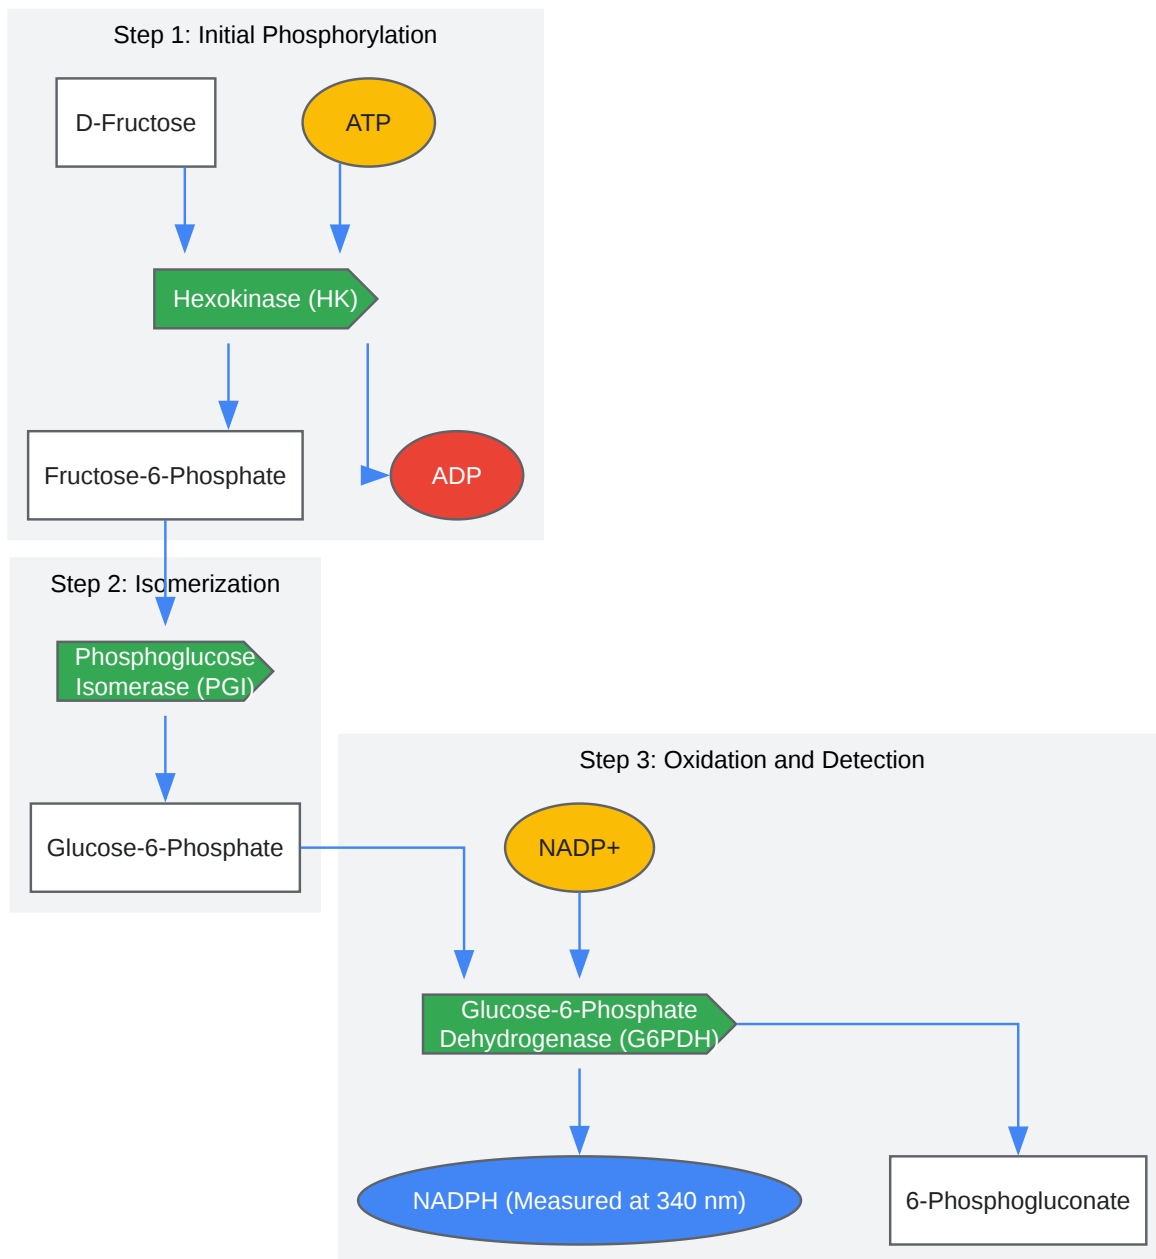 Step 1: Initial Phosphorylation
D-Fructose
ATP
Hexokinase (HK)
Fructose-6-Phosphate
ADP
Step 2: Isomerization
Phosphoglucose
Isomerase (PGI)
Glucose-6-Phosphate
Step 3: Oxidation and Detection
NADP+
Glucose-6-Phosphate
Dehydrogenase (G6PDH)
NADPH (Measured at 340 nm)
6-Phosphogluconate